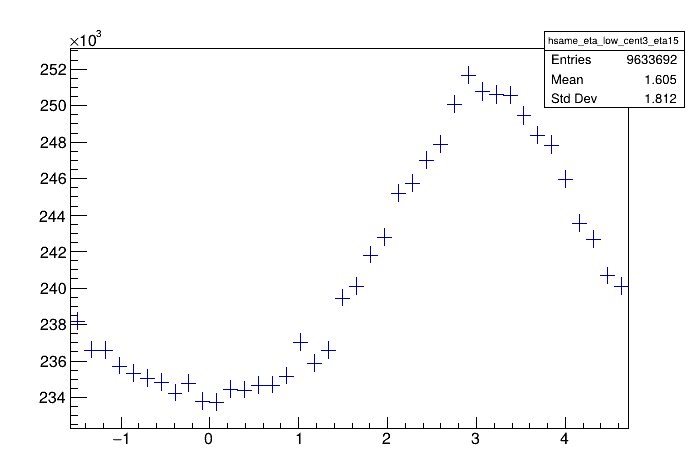 ×10³
hsame_eta_low_cent3_eta15
Entries 9633692
Mean 1.605
Std Dev 1.812
252
250
248
246
244
242
240
238
236
234
−1 0 1 2 3 4